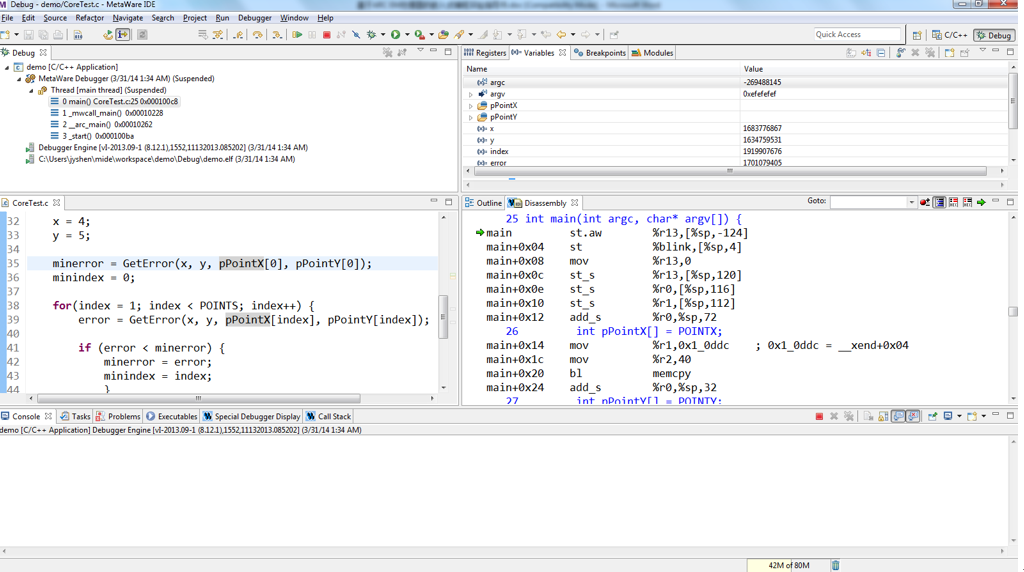 Debug - demo/CoreTest.c - MetaWare IDE
File Edit Source Refactor Navigate Search Project Run Debugger Window Help
Quick Access
C/C++
Debug
Debug
demo [C/C++ Application]
MetaWare Debugger (3/31/14 1:34 AM) (Suspended)
Thread [main thread] (Suspended)
0 main() CoreTest.c:25 0x000100c8
1 _mwcall_main() 0x00010228
2 __arc_main() 0x00010262
3 _start() 0x000100ba
Debugger Engine [vI-2013.09-1 (8.12.1),1552,11132013.085202] (3/31/14 1:34 AM)
C:\Users\jyshen\mide\workspace\demo\Debug\demo.elf (3/31/14 1:34 AM)
Registers Variables Breakpoints Modules
Name Value
argc -269488145
argv 0xefefefef
pPointX
pPointY
x 1683776867
y 1634759531
index 1919907676
error 1701079405
CoreTest.c
32 x = 4;
33 y = 5;
34
35 minerror = GetError(x, y, pPointX[0], pPointY[0]);
36 minindex = 0;
37
38 for(index = 1; index < POINTS; index++) {
39 error = GetError(x, y, pPointX[index], pPointY[index]);
40
41 if (error < minerror) {
42 minerror = error;
43 minindex = index;
44 }
Outline Disassembly
Goto:
25 int main(int argc, char* argv[]) {
main st.aw %r13,[%sp,-124]
main+0x04 st %blink,[%sp,4]
main+0x08 mov %r13,0
main+0x0c st_s %r13,[%sp,120]
main+0x0e st_s %r0,[%sp,116]
main+0x10 st_s %r1,[%sp,112]
main+0x12 add_s %r0,%sp,72
26 int pPointX[] = POINTX;
main+0x14 mov %r1,0x1_0ddc ; 0x1_0ddc = __xend+0x04
main+0x1c mov %r2,40
main+0x20 bl memcpy
main+0x24 add_s %r0,%sp,32
27 int pPointY[] = POINTY;
Console Tasks Problems Executables Special Debugger Display Call Stack
demo [C/C++ Application] Debugger Engine [vI-2013.09-1 (8.12.1),1552,11132013.085202] (3/31/14 1:34 AM)
42M of 80M